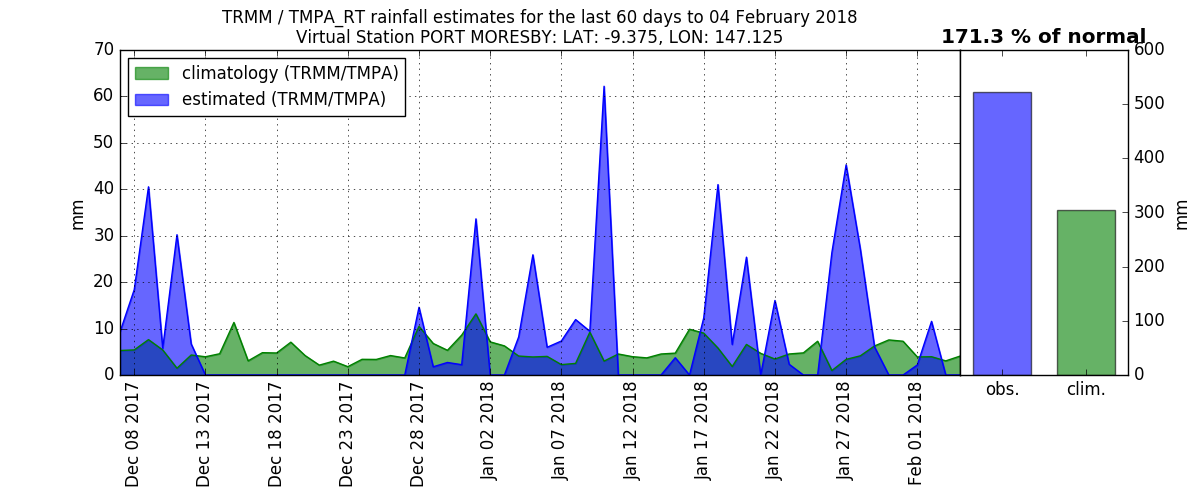 TRMM / TMPA_RT rainfall estimates for the last 60 days to 04 February 2018
Virtual Station PORT MORESBY: LAT: -9.375, LON: 147.125
171.3 % of normal
climatology (TRMM/TMPA)
estimated (TRMM/TMPA)
mm
70
60
50
40
30
20
10
0
Dec 08 2017
Dec 13 2017
Dec 18 2017
Dec 23 2017
Dec 28 2017
Jan 02 2018
Jan 07 2018
Jan 12 2018
Jan 17 2018
Jan 22 2018
Jan 27 2018
Feb 01 2018
600
500
400
300
200
100
0
mm
obs.
clim.